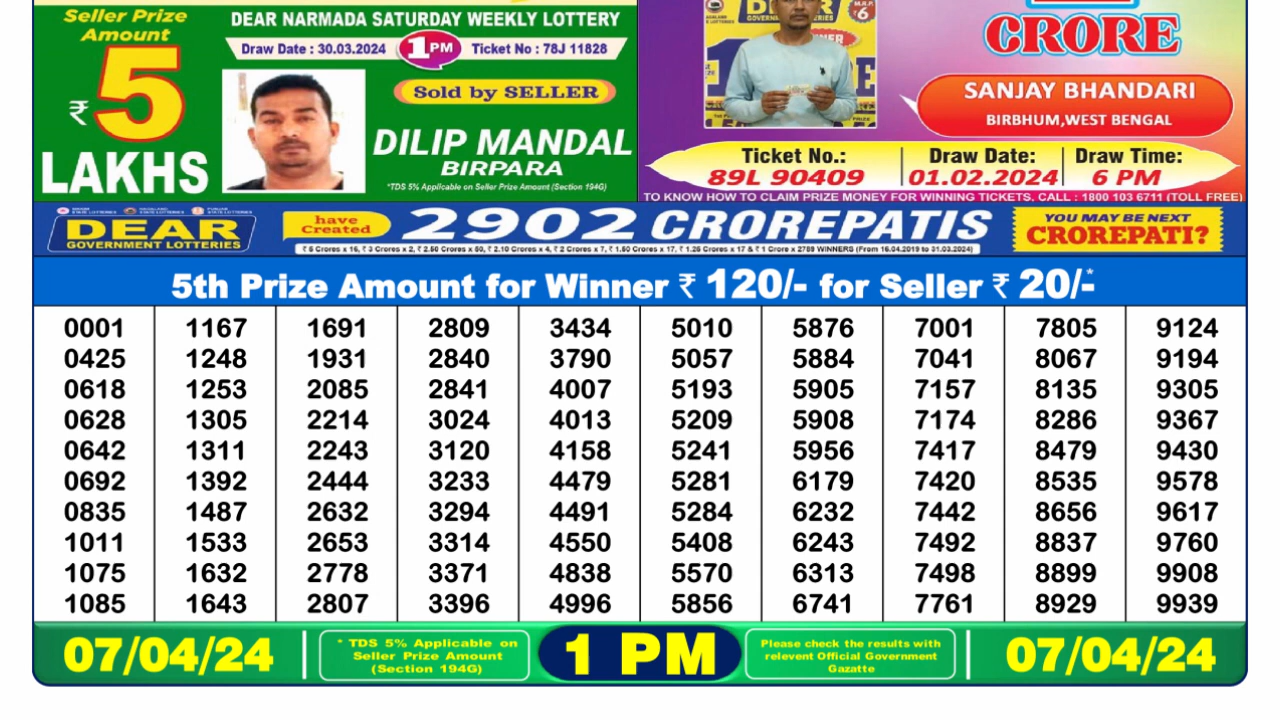 Seller Prize
Amount
₹5
LAKHS
DEAR NARMADA SATURDAY WEEKLY LOTTERY
Draw Date : 30.03.2024 1PM Ticket No : 78J 11828
Sold by SELLER
DILIP MANDAL
BIRPARA
*TDS 5% Applicable on Seller Prize Amount (Section 194G)
₹6
CRORE
SANJAY BHANDARI
BIRBHUM,WEST BENGAL
Ticket No.: Draw Date: Draw Time:
89L 90409 01.02.2024 6 PM
TO KNOW HOW TO CLAIM PRIZE MONEY FOR WINNING TICKETS, CALL : 1800 103 6711 (TOLL FREE)
DEAR
GOVERNMENT LOTTERIES
have
Created
2902 CROREPATIS
₹ 5 Crores x 16, ₹ 3 Crores x 2, ₹ 2.50 Crores x 50, ₹ 2.10 Crores x 4, ₹ 2 Crores x 7, ₹ 1.50 Crores x 17, ₹ 1.25 Crores x 17 & ₹ 1 Crore x 2789 WINNERS (From 16.04.2019 to 31.03.2024)
YOU MAY BE NEXT
CROREPATI?
5th Prize Amount for Winner ₹ 120/- for Seller ₹ 20/-*
0001 1167 1691 2809 3434 5010 5876 7001 7805 9124
0425 1248 1931 2840 3790 5057 5884 7041 8067 9194
0618 1253 2085 2841 4007 5193 5905 7157 8135 9305
0628 1305 2214 3024 4013 5209 5908 7174 8286 9367
0642 1311 2243 3120 4158 5241 5956 7417 8479 9430
0692 1392 2444 3233 4479 5281 6179 7420 8535 9578
0835 1487 2632 3294 4491 5284 6232 7442 8656 9617
1011 1533 2653 3314 4550 5408 6243 7492 8837 9760
1075 1632 2778 3371 4838 5570 6313 7498 8899 9908
1085 1643 2807 3396 4996 5856 6741 7761 8929 9939
07/04/24
* TDS 5% Applicable on
Seller Prize Amount
(Section 194G)
1 PM
Please check the results with
relevent Official Government
Gazatte
07/04/24